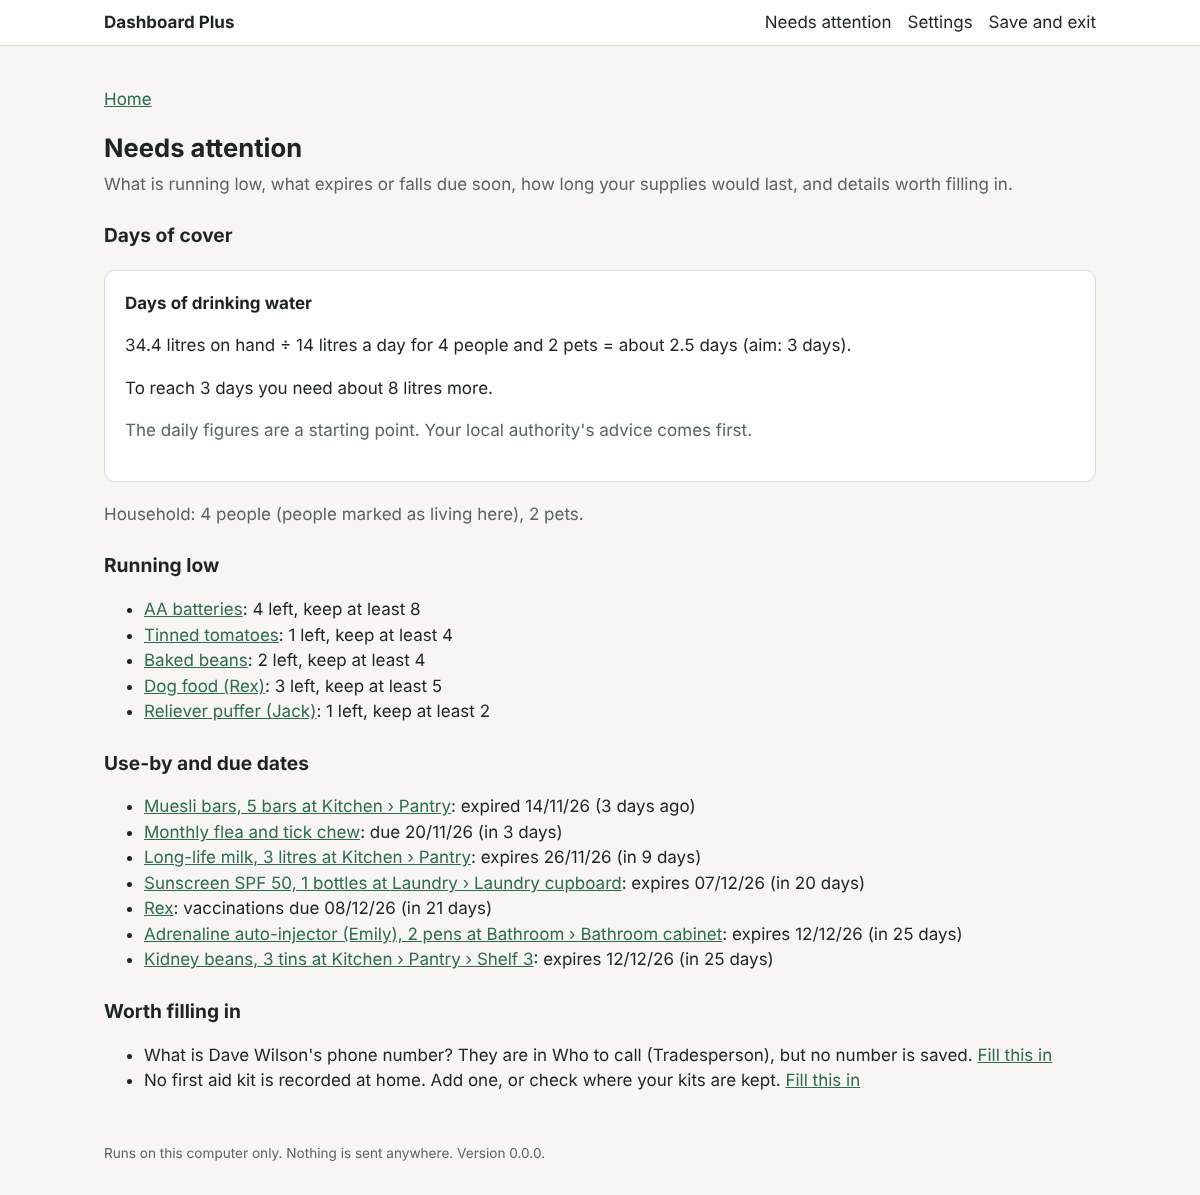 Dashboard Plus
Needs attention Settings Save and exit
Home
Needs attention
What is running low, what expires or falls due soon, how long your supplies would last, and details worth filling in.
Days of cover
Days of drinking water
34.4 litres on hand ÷ 14 litres a day for 4 people and 2 pets = about 2.5 days (aim: 3 days).
To reach 3 days you need about 8 litres more.
The daily figures are a starting point. Your local authority's advice comes first.
Household: 4 people (people marked as living here), 2 pets.
Running low
• AA batteries: 4 left, keep at least 8
• Tinned tomatoes: 1 left, keep at least 4
• Baked beans: 2 left, keep at least 4
• Dog food (Rex): 3 left, keep at least 5
• Reliever puffer (Jack): 1 left, keep at least 2
Use-by and due dates
• Muesli bars, 5 bars at Kitchen › Pantry: expired 14/11/26 (3 days ago)
• Monthly flea and tick chew: due 20/11/26 (in 3 days)
• Long-life milk, 3 litres at Kitchen › Pantry: expires 26/11/26 (in 9 days)
• Sunscreen SPF 50, 1 bottles at Laundry › Laundry cupboard: expires 07/12/26 (in 20 days)
• Rex: vaccinations due 08/12/26 (in 21 days)
• Adrenaline auto-injector (Emily), 2 pens at Bathroom › Bathroom cabinet: expires 12/12/26 (in 25 days)
• Kidney beans, 3 tins at Kitchen › Pantry › Shelf 3: expires 12/12/26 (in 25 days)
Worth filling in
• What is Dave Wilson's phone number? They are in Who to call (Tradesperson), but no number is saved. Fill this in
• No first aid kit is recorded at home. Add one, or check where your kits are kept. Fill this in
Runs on this computer only. Nothing is sent anywhere. Version 0.0.0.